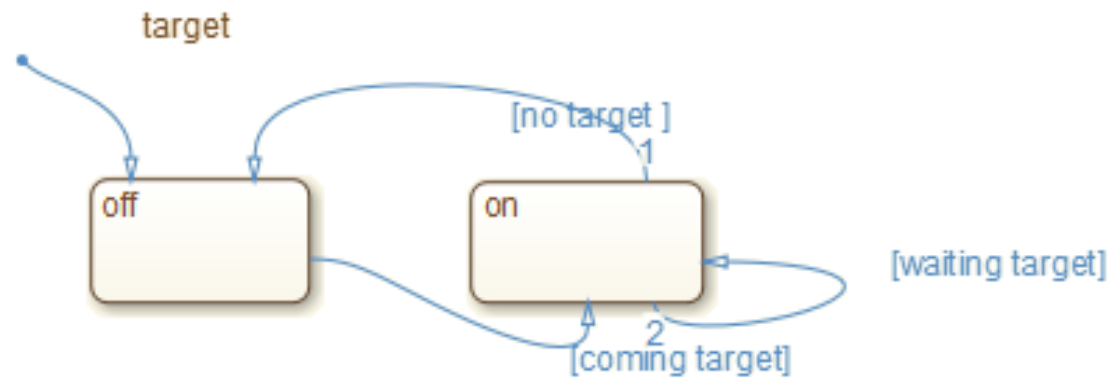 target
[no target ]
1
off
on
[waiting target]
2
[coming target]